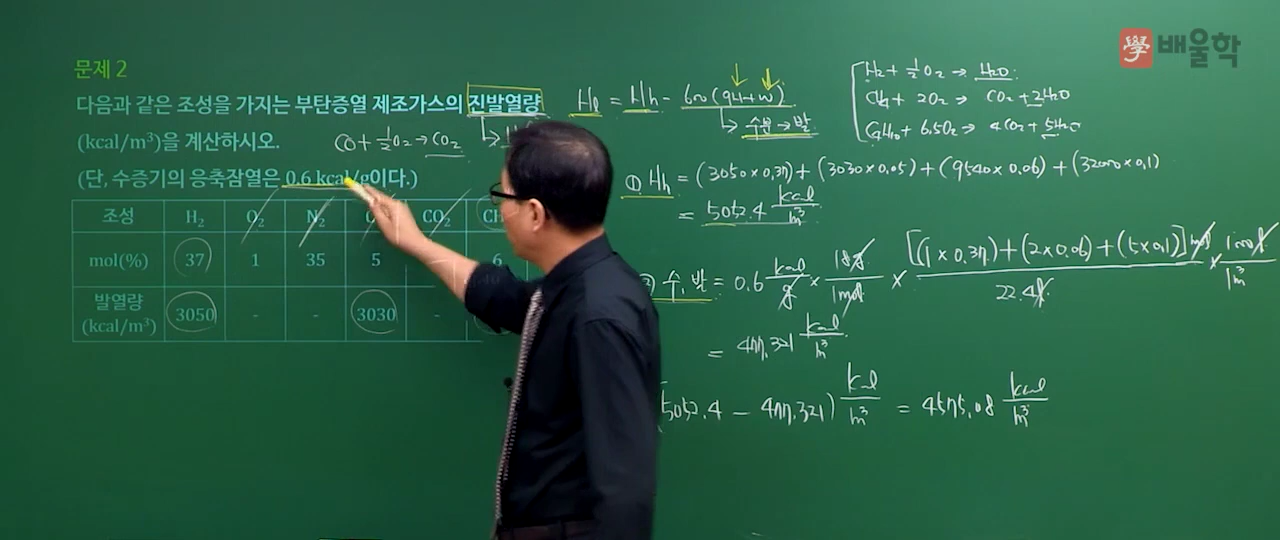 學 배울학
문제 2
다음과 같은 조성을 가지는 부탄증열 제조가스의 진발열량
(kcal/m³)을 계산하시오.
(단, 수증기의 응축잠열은 0.6 kcal/g이다.)
CO + ½O₂ → CO₂
조성 H₂ O₂ N₂ CO₂
mol(%) 37 1 35 5 6
발열량 (kcal/m³) 3050 - - 3030 -
Hl = Hh - 600(9H+W)
↳ 수분 → 발
H₂ + ½O₂ → H₂O
CH₄ + 2O₂ → CO₂ + 2H₂O
C₄H₁₀ + 6.5O₂ → 4CO₂ + 5H₂O
① Hh = (3050×0.37) + (3030×0.05) + (9540×0.06) + (32000×0.1)
= 5052.4 kcal/m³
수, 발 = 0.6 kcal/g × 18g/1mol × [(1×0.37)+(2×0.06)+(5×0.1)]mol/22.4ℓ × 1000ℓ/1m³
= 477.321 kcal/m³
(5052.4 - 477.321) kcal/m³ = 4575.08 kcal/m³